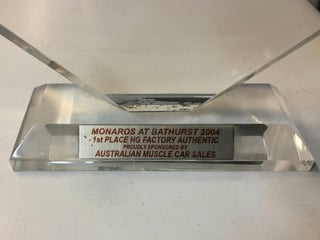 MONAROS AT BATHURST 2004
1st PLACE HG FACTORY AUTHENTIC
PROUDLY SPONSORED BY
AUSTRALIAN MUSCLE CAR SALES